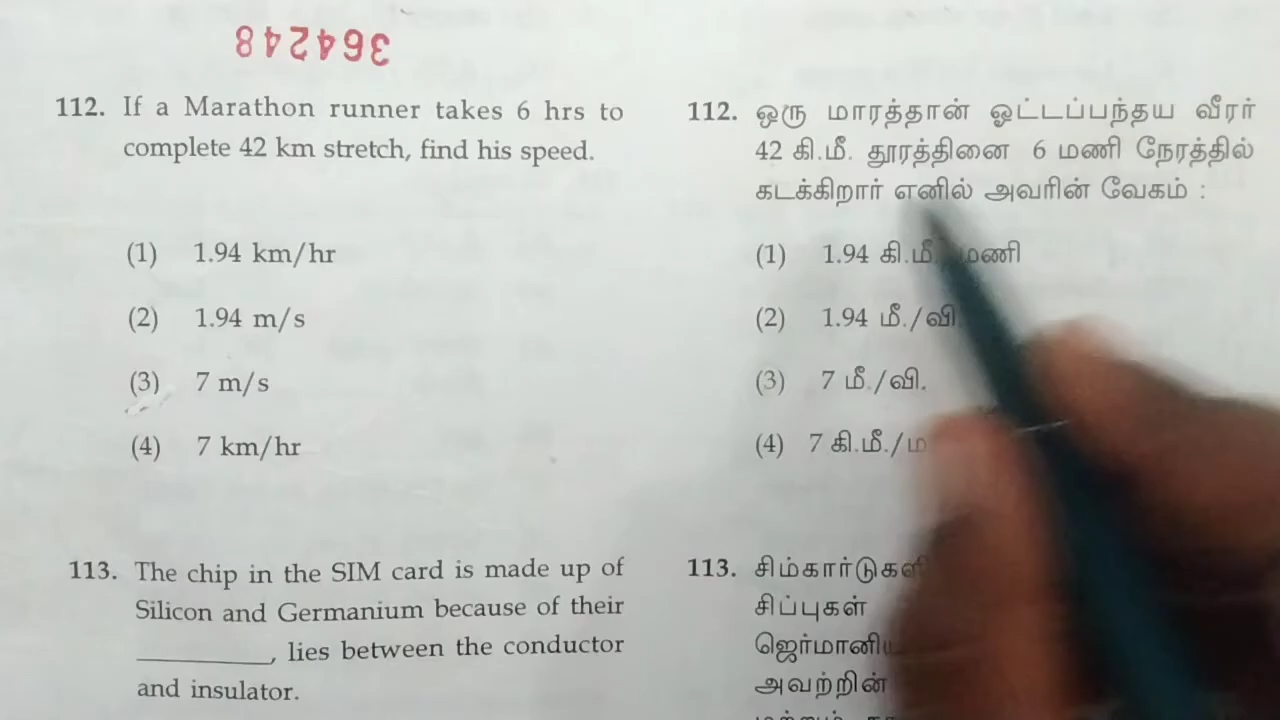 364248
112. If a Marathon runner takes 6 hrs to
complete 42 km stretch, find his speed.
(1) 1.94 km/hr
(2) 1.94 m/s
(3) 7 m/s
(4) 7 km/hr
113. The chip in the SIM card is made up of
Silicon and Germanium because of their
__________, lies between the conductor
and insulator.
112. ஒரு மாரத்தான் ஓட்டப்பந்தய வீரர்
42 கி.மீ. தூரத்தினை 6 மணி நேரத்தில்
கடக்கிறார் எனில் அவரின் வேகம் :
(1) 1.94 கி.மீ. மணி
(2) 1.94 மீ./வி.
(3) 7 மீ./வி.
(4) 7 கி.மீ./ம
113.
சிப்புகள்
அவற்றின்